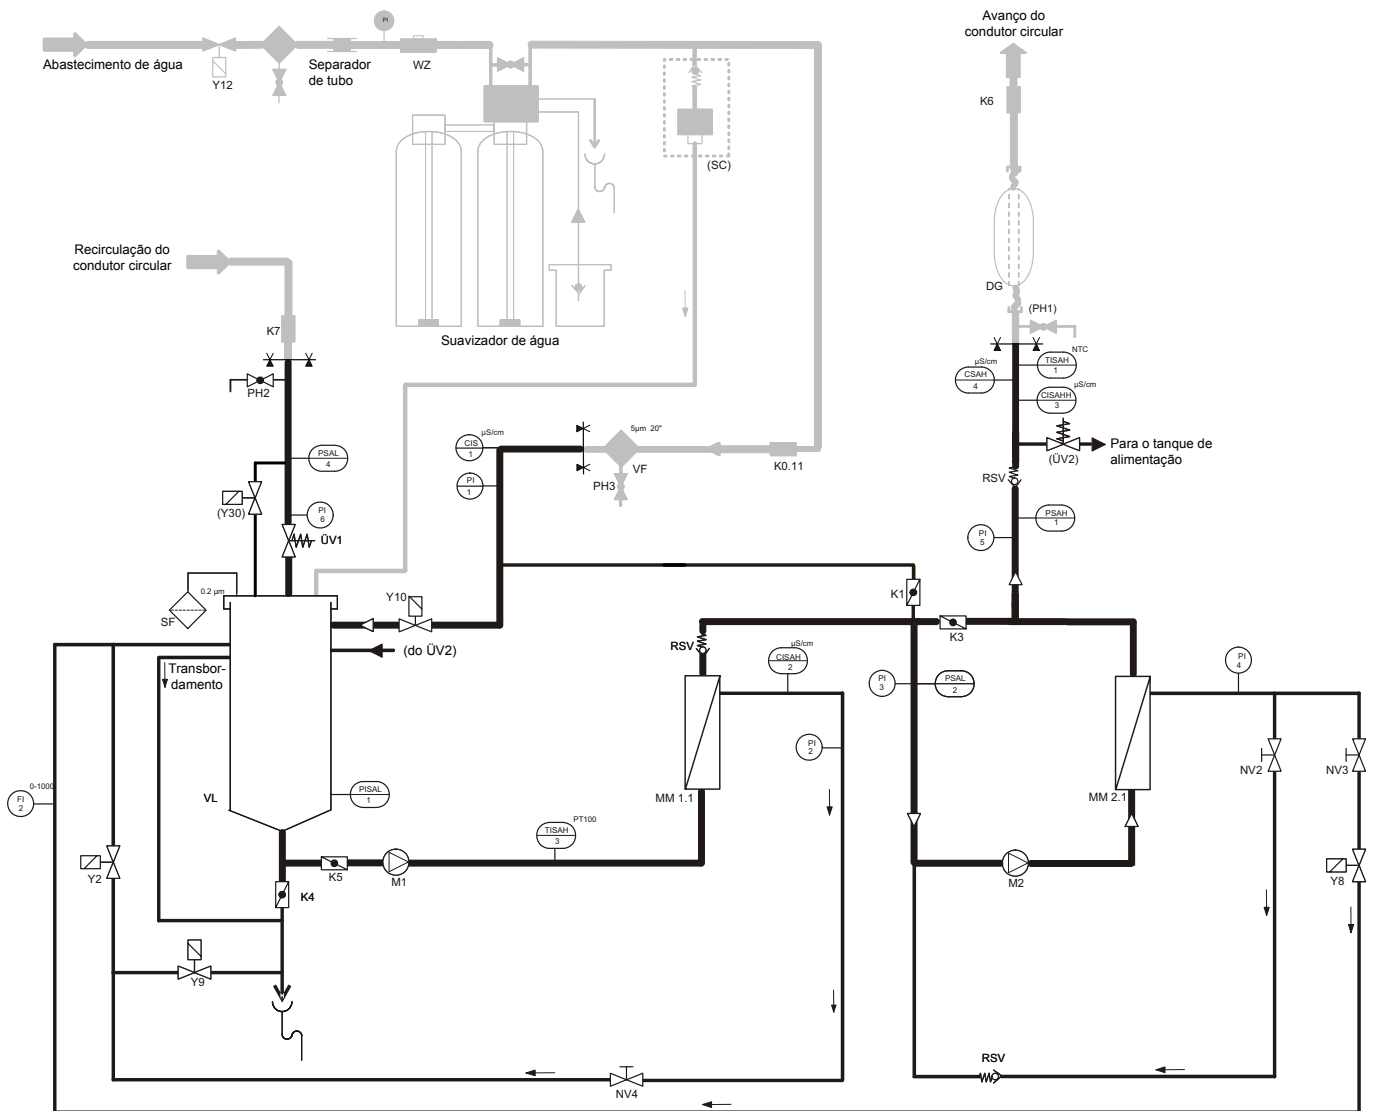 Avanço do
condutor circular
PI
Abastecimento de água
Y12
Separador
de tubo
WZ
K6
(SC)
Recirculação do
condutor circular
K7
Suavizador de água
DG
(PH1)
NTC
TISAH
1
µS/cm
CSAH
4
µS/cm
CISAHH
3
PH2
µS/cm
CIS
1
5µm 20"
VF
K0.11
PH3
Para o tanque de
alimentação
(ÜV2)
PSAL
4
PI
1
RSV
(Y30)
PI
6
PSAH
1
ÜV1
PI
5
0.2 µm
SF
Y10
K1
K3
RSV
(do ÜV2)
µS/cm
CISAH
2
PI
4
Transbor-
damento
PI
3
PSAL
2
PI
2
NV2
NV3
0-1000
FI
2
VL
PISAL
1
MM 1.1
MM 2.1
PT100
TISAH
3
Y2
K5
M1
M2
Y8
K4
Y9
RSV
NV4